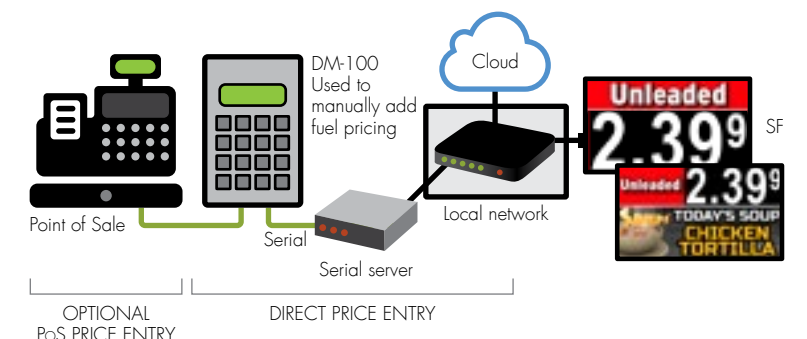 DM-100
Used to
manually add
fuel pricing
Cloud
Unleaded
2.39⁹
SF
Unleaded 2.39⁹
TODAY'S SOUP
CHICKEN
TORTILLA
Point of Sale
Serial
Local network
Serial server
OPTIONAL
PoS PRICE ENTRY
DIRECT PRICE ENTRY